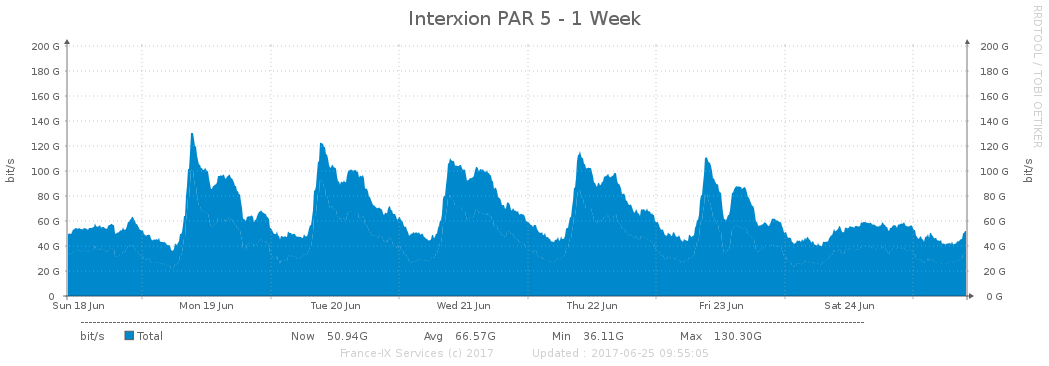 Interxion PAR 5 - 1 Week
RRDTOOL / TOBI OETIKER
bit/s
200 G
180 G
160 G
140 G
120 G
100 G
80 G
60 G
40 G
20 G
0
200 G
180 G
160 G
140 G
120 G
100 G
80 G
60 G
40 G
20 G
0 G
bit/s
Sun 18 Jun Mon 19 Jun Tue 20 Jun Wed 21 Jun Thu 22 Jun Fri 23 Jun Sat 24 Jun
bit/s Total Now 50.94G Avg 66.57G Min 36.11G Max 130.30G
France-IX Services (c) 2017 Updated : 2017-06-25 09:55:05